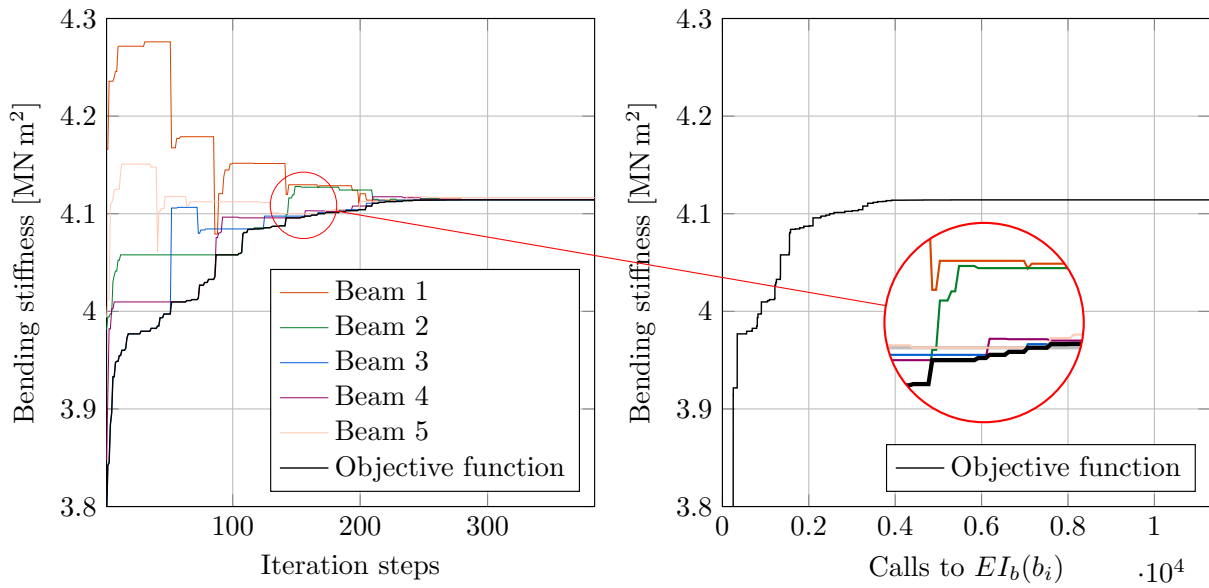 4.3
4.2
4.1
4
3.9
3.8
Bending stiffness [MN m²]
100
200
300
Iteration steps
Beam 1
Beam 2
Beam 3
Beam 4
Beam 5
Objective function
4.3
4.2
4.1
4
3.9
3.8
Bending stiffness [MN m²]
0
0.2
0.4
0.6
0.8
1
Calls to EI_b(b_i)
·10⁴
Objective function